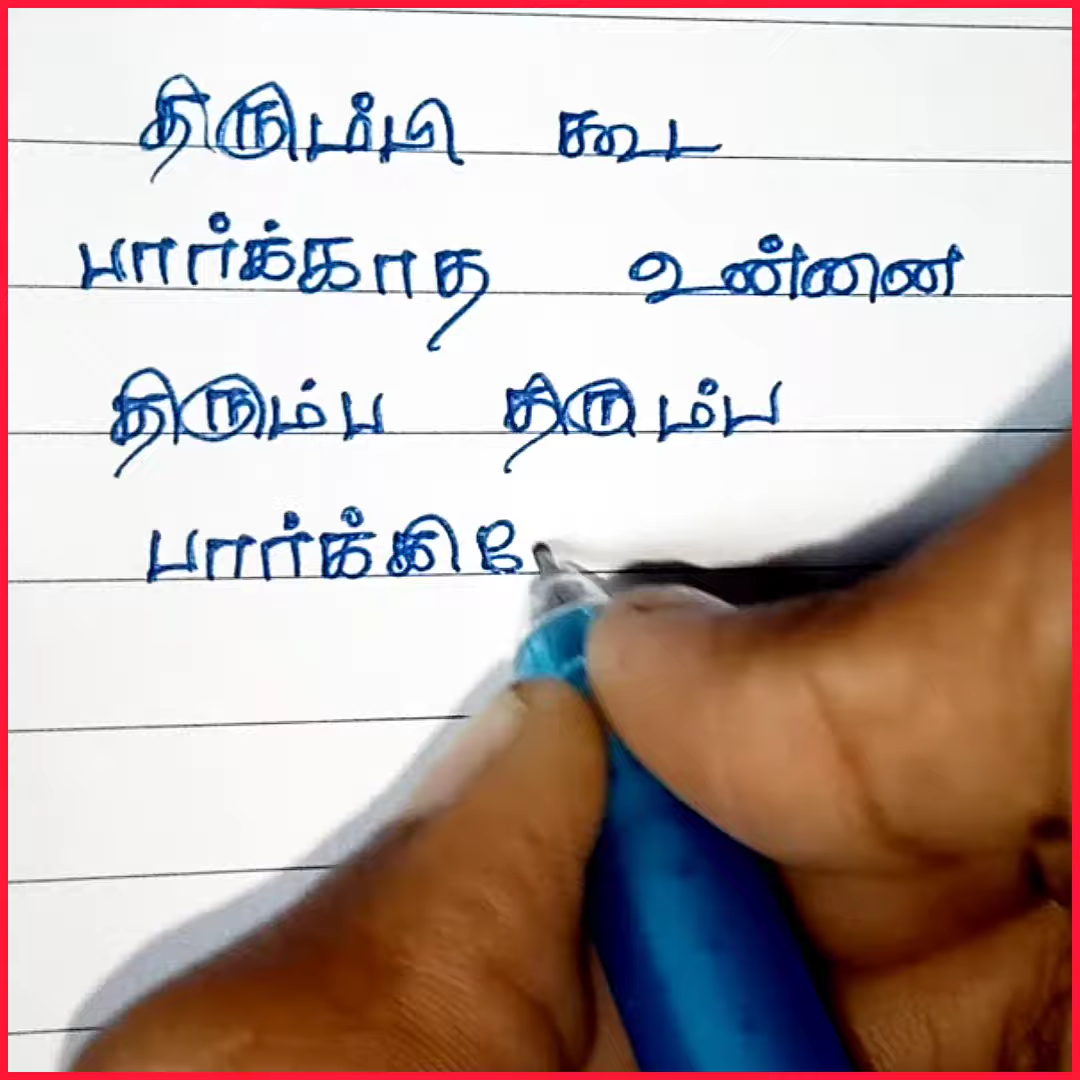 திரும்பி கூட
பார்க்காத உன்னை
திரும்ப திரும்ப
பார்க்கி